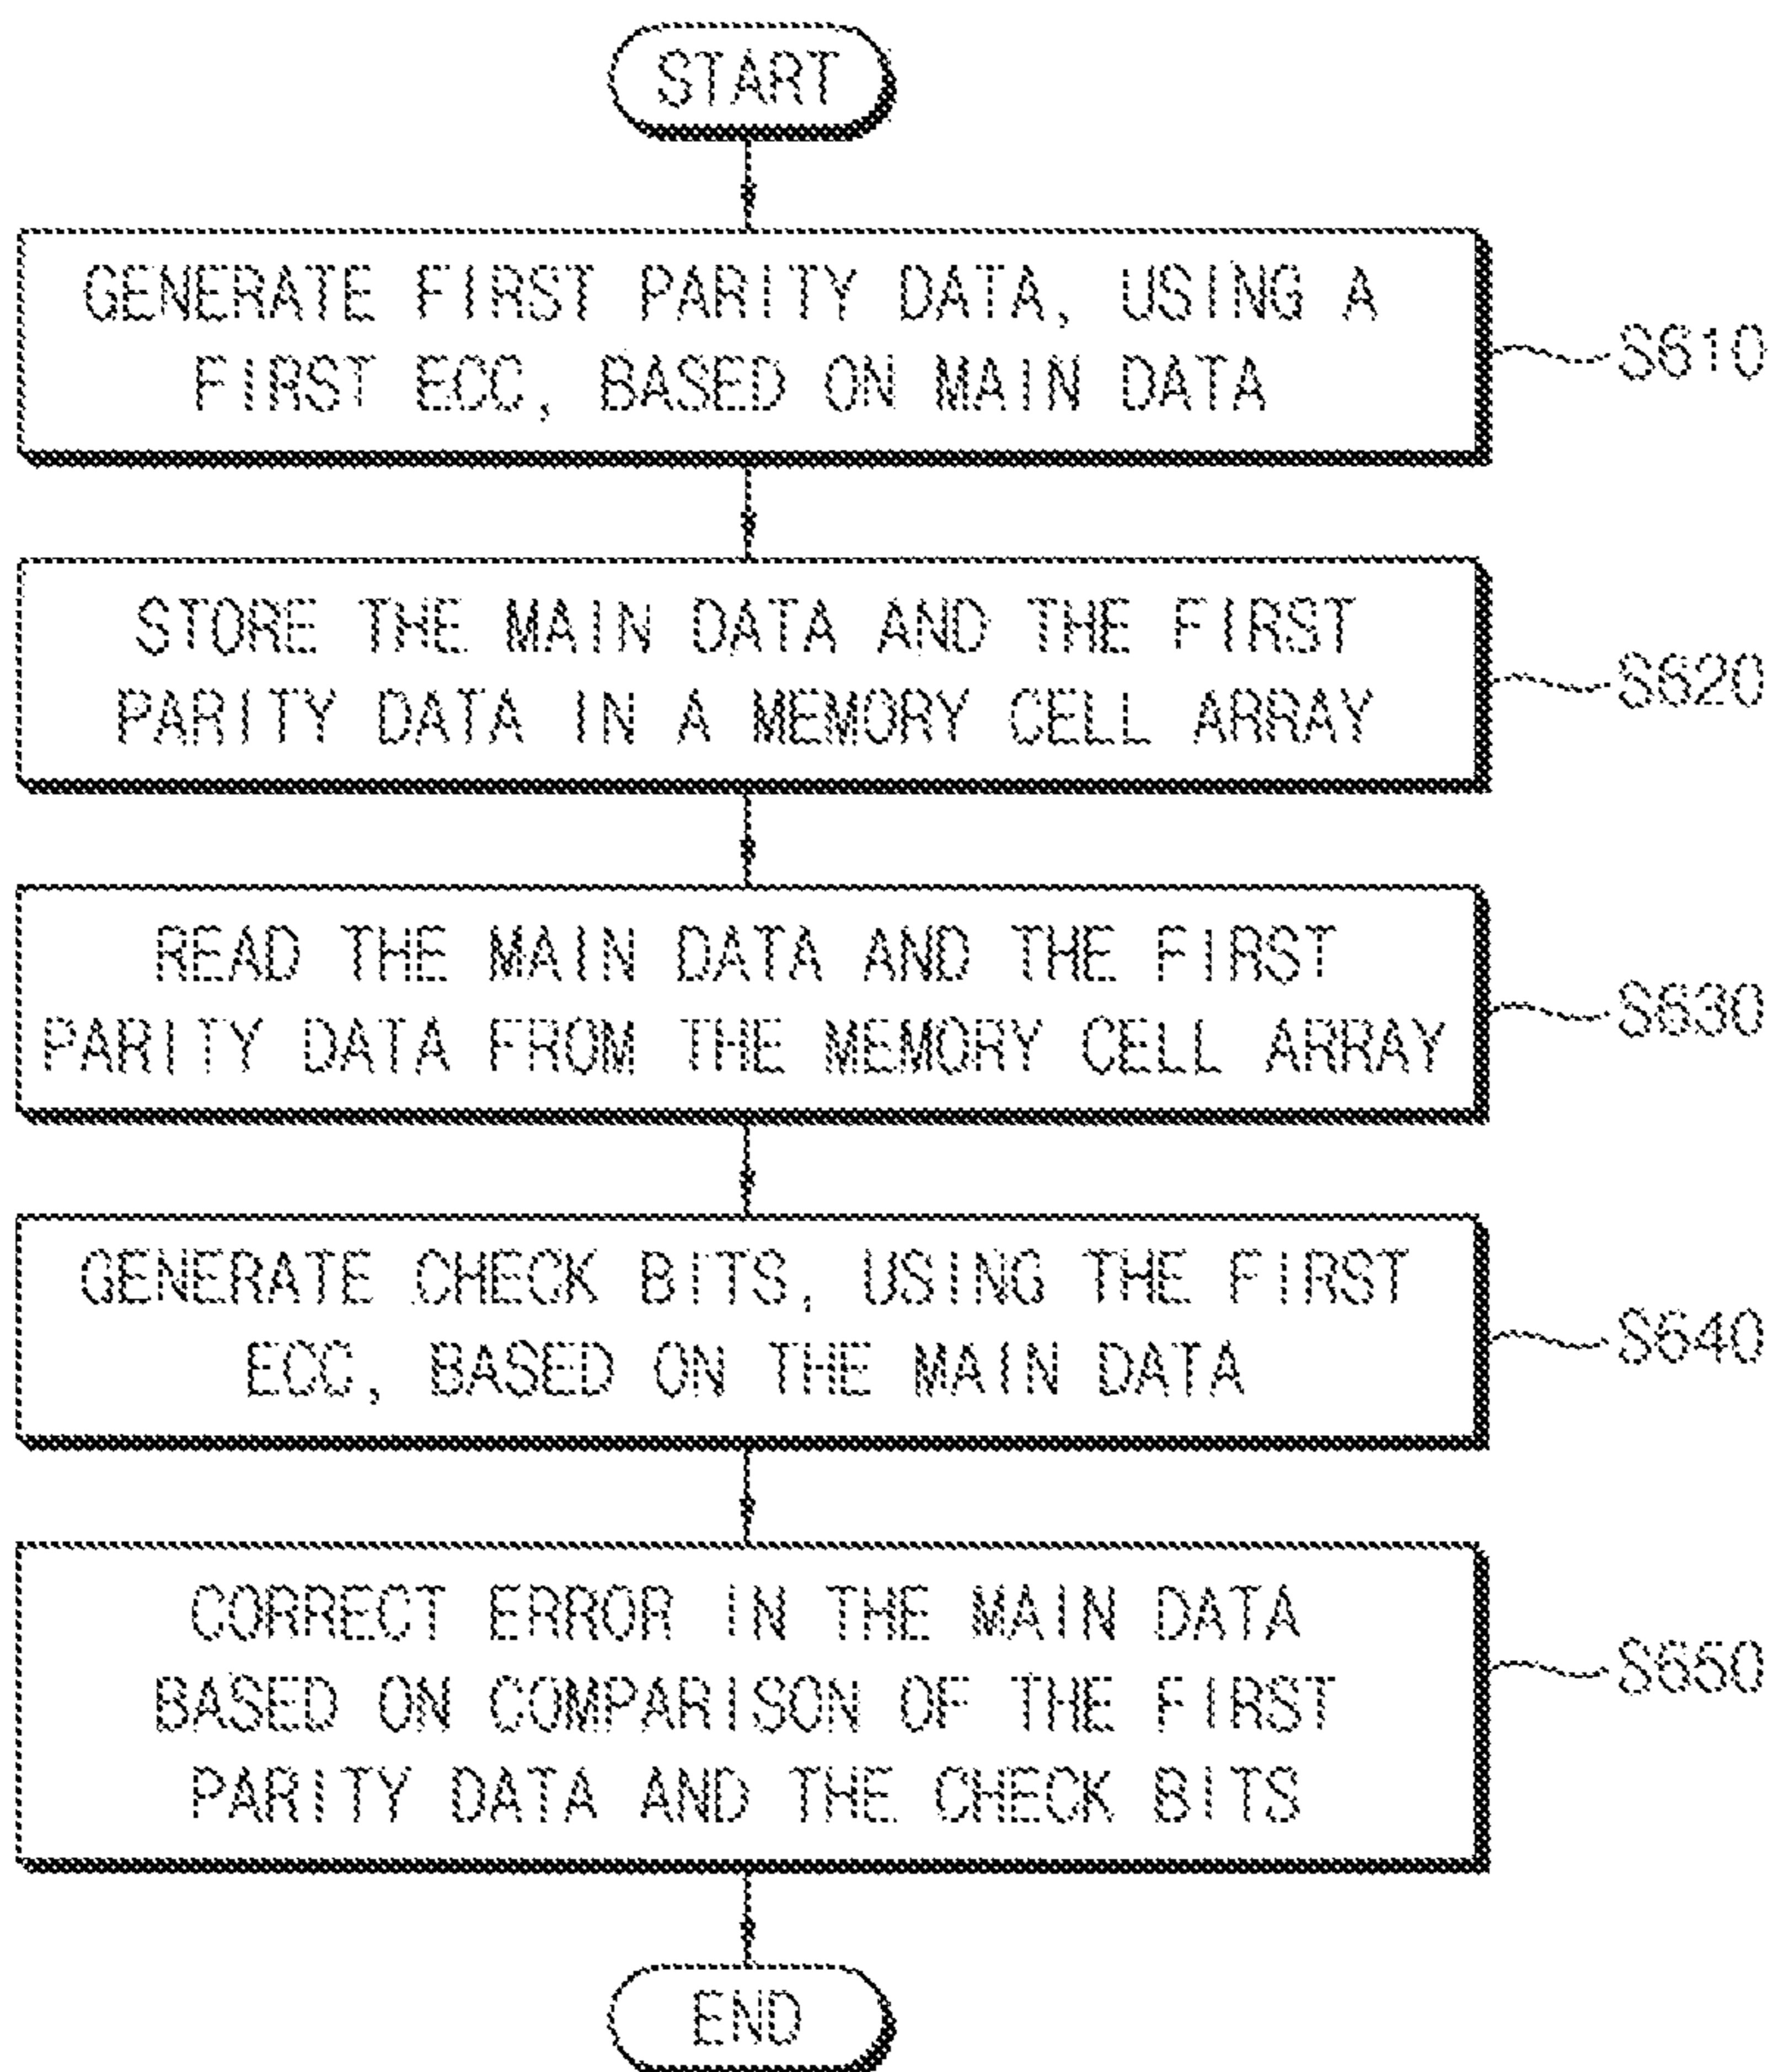 START
GENERATE FIRST PARITY DATA, USING A
FIRST ECC, BASED ON MAIN DATA
S610
STORE THE MAIN DATA AND THE FIRST
PARITY DATA IN A MEMORY CELL ARRAY
S620
READ THE MAIN DATA AND THE FIRST
PARITY DATA FROM THE MEMORY CELL ARRAY
S630
GENERATE CHECK BITS, USING THE FIRST
ECC, BASED ON THE MAIN DATA
S640
CORRECT ERROR IN THE MAIN DATA
BASED ON COMPARISON OF THE FIRST
PARITY DATA AND THE CHECK BITS
S650
END